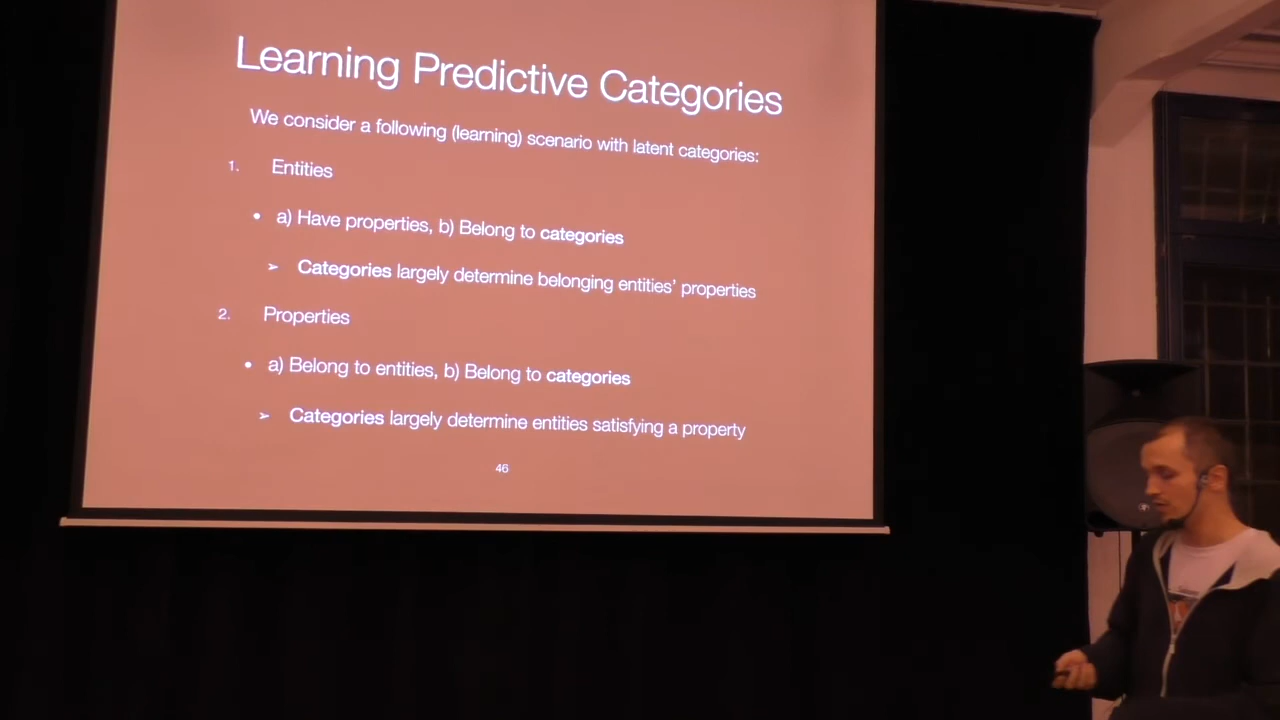 Learning Predictive Categories
We consider a following (learning) scenario with latent categories:
1. Entities
• a) Have properties, b) Belong to categories
➢ Categories largely determine belonging entities' properties
2. Properties
• a) Belong to entities, b) Belong to categories
➢ Categories largely determine entities satisfying a property
46